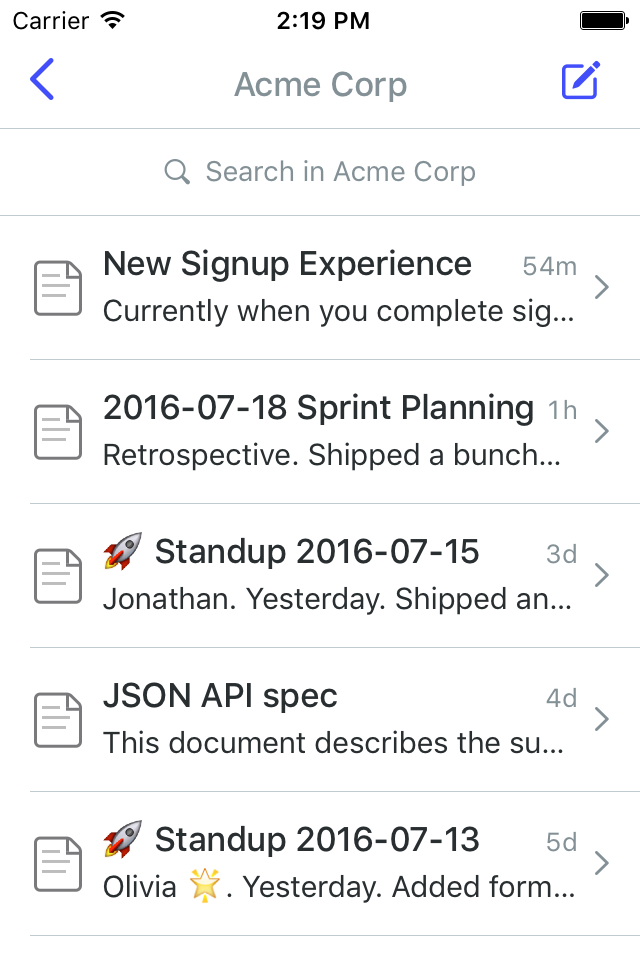 Carrier 2:19 PM
Acme Corp
Search in Acme Corp
New Signup Experience 54m
Currently when you complete sig...
2016-07-18 Sprint Planning 1h
Retrospective. Shipped a bunch...
🚀 Standup 2016-07-15 3d
Jonathan. Yesterday. Shipped an...
JSON API spec 4d
This document describes the su...
🚀 Standup 2016-07-13 5d
Olivia 🌟. Yesterday. Added form...